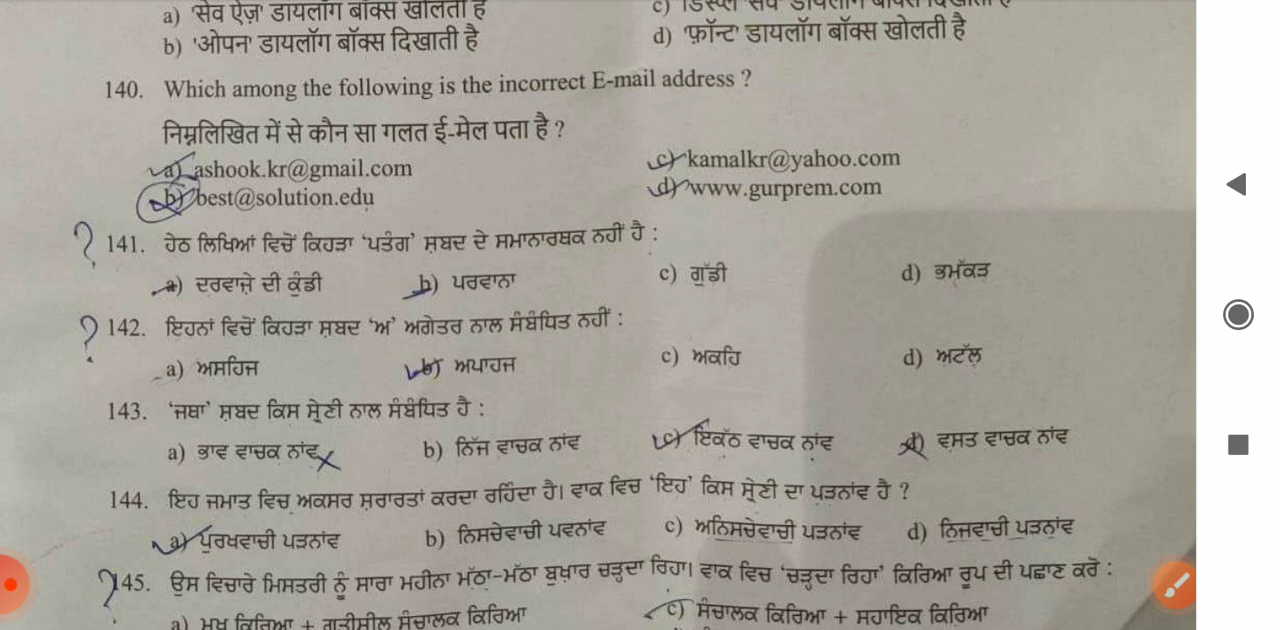 a) 'सेव ऐज़' डायलॉग बॉक्स खोलती है
b) 'ओपन' डायलॉग बॉक्स दिखाती है
c)
d) 'फ़ॉन्ट' डायलॉग बॉक्स खोलती है
140. Which among the following is the incorrect E-mail address ?
निम्नलिखित में से कौन सा गलत ई-मेल पता है ?
a) ashook.kr@gmail.com
c) kamalkr@yahoo.com
b) best@solution.edu
d) www.gurprem.com
141. ਹੇਠ ਲਿਖਿਆਂ ਵਿਚੋਂ ਕਿਹੜਾ 'ਪਤੰਗ' ਸ਼ਬਦ ਦੇ ਸਮਾਨਾਰਥਕ ਨਹੀਂ ਹੈ :
a) ਦਰਵਾਜ਼ੇ ਦੀ ਕੁੰਡੀ b) ਪਰਵਾਨਾ c) ਗੁੱਡੀ d) ਭਮੱਕੜ
142. ਇਹਨਾਂ ਵਿਚੋਂ ਕਿਹੜਾ ਸ਼ਬਦ 'ਅ' ਅਗੇਤਰ ਨਾਲ ਸੰਬੰਧਿਤ ਨਹੀਂ :
a) ਅਸਹਿਜ b) ਅਪਾਹਜ c) ਅਕਹਿ d) ਅਟੱਲ਼
143. 'ਜਥਾ' ਸ਼ਬਦ ਕਿਸ ਸ਼੍ਰੇਣੀ ਨਾਲ ਸੰਬੰਧਿਤ ਹੈ :
a) ਭਾਵ ਵਾਚਕ ਨਾਂਵ b) ਨਿੱਜ ਵਾਚਕ ਨਾਂਵ c) ਇਕੱਠ ਵਾਚਕ ਨਾਂਵ d) ਵਸਤ ਵਾਚਕ ਨਾਂਵ
144. ਇਹ ਜਮਾਤ ਵਿਚ ਅਕਸਰ ਸ਼ਰਾਰਤਾਂ ਕਰਦਾ ਰਹਿੰਦਾ ਹੈ। ਵਾਕ ਵਿਚ 'ਇਹ' ਕਿਸ ਸ਼੍ਰੇਣੀ ਦਾ ਪੜਨਾਂਵ ਹੈ ?
a) ਪੁਰਖਵਾਚੀ ਪੜਨਾਂਵ b) ਨਿਸਚੇਵਾਚੀ ਪਵਨਾਂਵ c) ਅਨਿਸਚੇਵਾਚੀ ਪੜਨਾਂਵ d) ਨਿਜਵਾਚੀ ਪੜਨਾਂਵ
145. ਉਸ ਵਿਚਾਰੇ ਮਿਸਤਰੀ ਨੂੰ ਸਾਰਾ ਮਹੀਨਾ ਮੱਠਾ-ਮੱਠਾ ਬੁਖ਼ਾਰ ਚੜ੍ਹਦਾ ਰਿਹਾ। ਵਾਕ ਵਿਚ 'ਚੜ੍ਹਦਾ ਰਿਹਾ' ਕਿਰਿਆ ਰੂਪ ਦੀ ਪਛਾਣ ਕਰੋ :
a) ਮੁਖ ਕਿਰਿਆ + ਗਤੀਸੀਲ ਸੰਚਾਲਕ ਕਿਰਿਆ
c) ਸੰਚਾਲਕ ਕਿਰਿਆ + ਸਹਾਇਕ ਕਿਰਿਆ